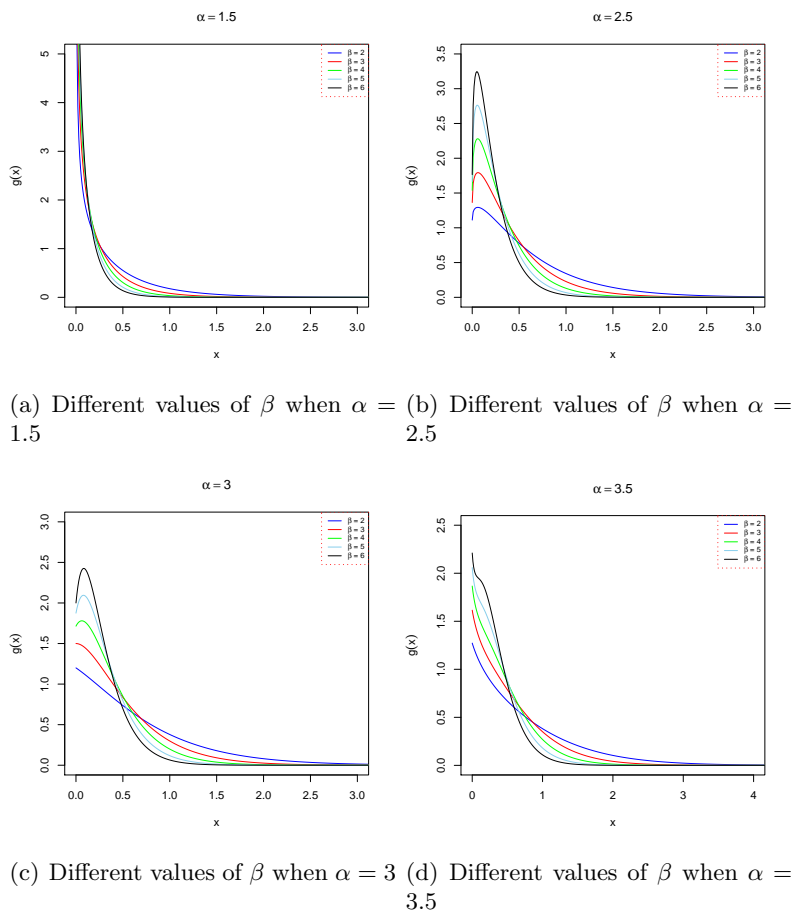 α = 1.5
g(x)
5
4
3
2
1
0
0.0 0.5 1.0 1.5 2.0 2.5 3.0
x
β = 2
β = 3
β = 4
β = 5
β = 6
α = 2.5
g(x)
3.5
3.0
2.5
2.0
1.5
1.0
0.5
0.0
0.0 0.5 1.0 1.5 2.0 2.5 3.0
x
β = 2
β = 3
β = 4
β = 5
β = 6
(a) Different values of β when α =
1.5
(b) Different values of β when α =
2.5
α = 3
g(x)
3.0
2.5
2.0
1.5
1.0
0.5
0.0
0.0 0.5 1.0 1.5 2.0 2.5 3.0
x
β = 2
β = 3
β = 4
β = 5
β = 6
α = 3.5
g(x)
2.5
2.0
1.5
1.0
0.5
0.0
0 1 2 3 4
x
β = 2
β = 3
β = 4
β = 5
β = 6
(c) Different values of β when α = 3
(d) Different values of β when α =
3.5